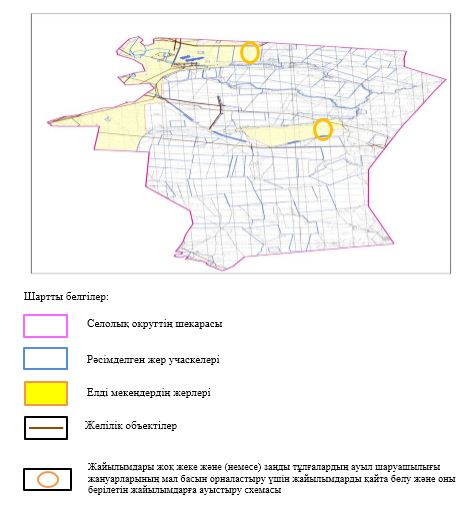 Шартты белгілер:
Селолық округтің шекарасы
Рәсімделген жер учаскелері
Елді мекендердің жерлері
Желілік объектілер
Жайылымдары жоқ жеке және (немесе) заңды тұлғалардың ауыл шаруашылығы
жануарларының мал басын орналастыру үшін жайылымдарды қайта бөлу және оны
берілетін жайылымдарға ауыстыру схемасы